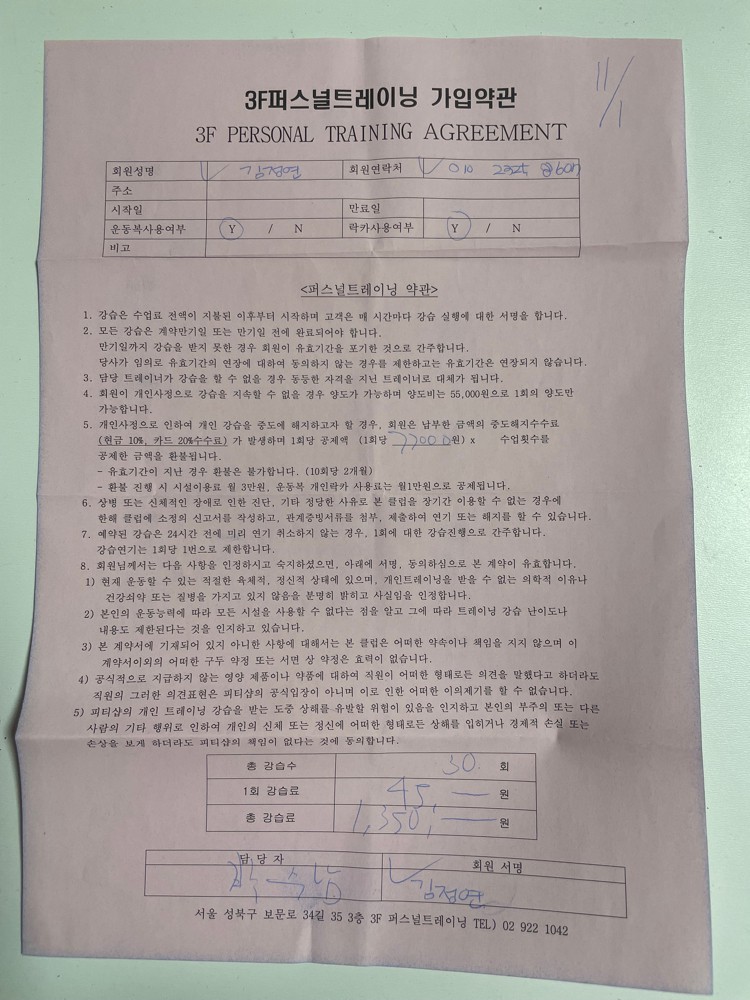 11/1
3F퍼스널트레이닝 가입약관
3F PERSONAL TRAINING AGREEMENT
회원성명 김정연 회원연락처 010
주소
시작일 만료일
운동복사용여부 Y / N 락카사용여부 Y / N
비고
<퍼스널트레이닝 약관>
1. 강습은 수업료 전액이 지불된 이후부터 시작하며 고객은 매 시간마다 강습 실행에 대한 서명을 합니다.
2. 모든 강습은 계약만기일 또는 만기일 전에 완료되어야 합니다.
만기일까지 강습을 받지 못한 경우 회원이 유효기간을 포기한 것으로 간주합니다.
당사가 임의로 유효기간의 연장에 대하여 동의하지 않는 경우를 제한하고는 유효기간은 연장되지 않습니다.
3. 담당 트레이너가 강습을 할 수 없을 경우 동등한 자격을 지닌 트레이너로 대체가 됩니다.
4. 회원이 개인사정으로 강습을 지속할 수 없을 경우 양도가 가능하며 양도비는 55,000원으로 1회의 양도만
가능합니다.
5. 개인사정으로 인하여 개인 강습을 중도에 해지하고자 할 경우, 회원은 납부한 금액의 중도해지수수료
(현금 10%, 카드 20%수수료) 가 발생하며 1회당 공제액 (1회당 77000원) x 수업횟수를
공제한 금액을 환불됩니다.
- 유효기간이 지난 경우 환불은 불가합니다. (10회당 2개월)
- 환불 진행 시 시설이용료 월 3만원, 운동복 개인락카 사용료는 월1만원으로 공제됩니다.
6. 상병 또는 신체적인 장애로 인한 진단, 기타 정당한 사유로 본 클럽을 장기간 이용할 수 없는 경우에
한해 클럽에 소정의 신고서를 작성하고, 관계증빙서류를 첨부, 제출하여 연기 또는 해지를 할 수 있습니다.
7. 예약된 강습은 24시간 전에 미리 연기 취소하지 않는 경우, 1회에 대한 강습진행으로 간주합니다.
강습연기는 1회당 1번으로 제한합니다.
8. 회원님께서는 다음 사항을 인정하시고 숙지하셨으면, 아래에 서명, 동의하심으로 본 계약이 유효합니다.
1) 현재 운동할 수 있는 적절한 육체적, 정신적 상태에 있으며, 개인트레이닝을 받을 수 없는 의학적 이유나
건강쇠약 또는 질병을 가지고 있지 않음을 분명히 밝히고 사실임을 인정합니다.
2) 본인의 운동능력에 따라 모든 시설을 사용할 수 없다는 점을 알고 그에 따라 트레이닝 강습 난이도나
내용도 제한된다는 것을 인지하고 있습니다.
3) 본 계약서에 기재되어 있지 아니한 사항에 대해서는 본 클럽은 어떠한 약속이나 책임을 지지 않으며 이
계약서이외의 어떠한 구두 약정 또는 서면 상 약정은 효력이 없습니다.
4) 공식적으로 지급하지 않는 영양 제품이나 약품에 대하여 직원이 어떠한 형태로든 의견을 말했다고 하더라도
직원의 그러한 의견표현은 피티샵의 공식입장이 아니며 이로 인한 어떠한 이의제기를 할 수 없습니다.
5) 피티샵의 개인 트레이닝 강습을 받는 도중 상해를 유발할 위험이 있음을 인지하고 본인의 부주의 또는 다른
사람의 기타 행위로 인하여 개인의 신체 또는 정신에 어떠한 형태로든 상해를 입히거나 경제적 손실 또는
손상을 보게 하더라도 피티샵의 책임이 없다는 것에 동의합니다.
총 강습수 30. 회
1회 강습료 45, — 원
총 강습료 1,350, — 원
담당자 회원 서명
김정연
서울 성북구 보문로 34길 35 3층 3F 퍼스널트레이닝 TEL) 02 922 1042